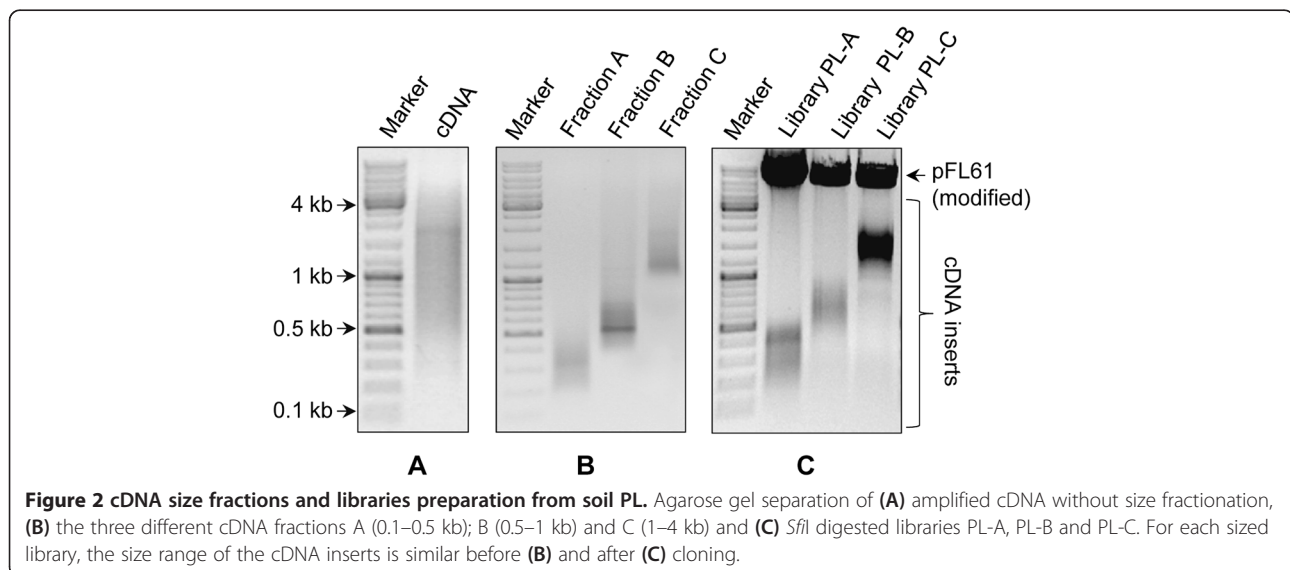 Marker
cDNA
Marker
Fraction A
Fraction B
Fraction C
Marker
Library PL-A
Library PL-B
Library PL-C
4 kb
1 kb
0.5 kb
0.1 kb
pFL61
(modified)
cDNA inserts
A
B
C
Figure 2 cDNA size fractions and libraries preparation from soil PL. Agarose gel separation of (A) amplified cDNA without size fractionation,
(B) the three different cDNA fractions A (0.1–0.5 kb); B (0.5–1 kb) and C (1–4 kb) and (C) SfiI digested libraries PL-A, PL-B and PL-C. For each sized
library, the size range of the cDNA inserts is similar before (B) and after (C) cloning.